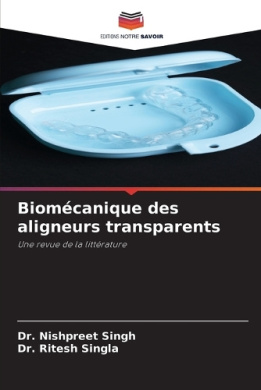 EDITIONS NOTRE SAVOIR
Biomécanique des
aligneurs transparents
Une revue de la littérature
Dr. Nishpreet Singh
Dr. Ritesh Singla